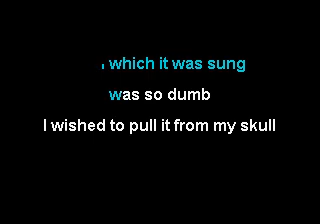 which it was sung
was so dumb
I wished to pull it from my skull